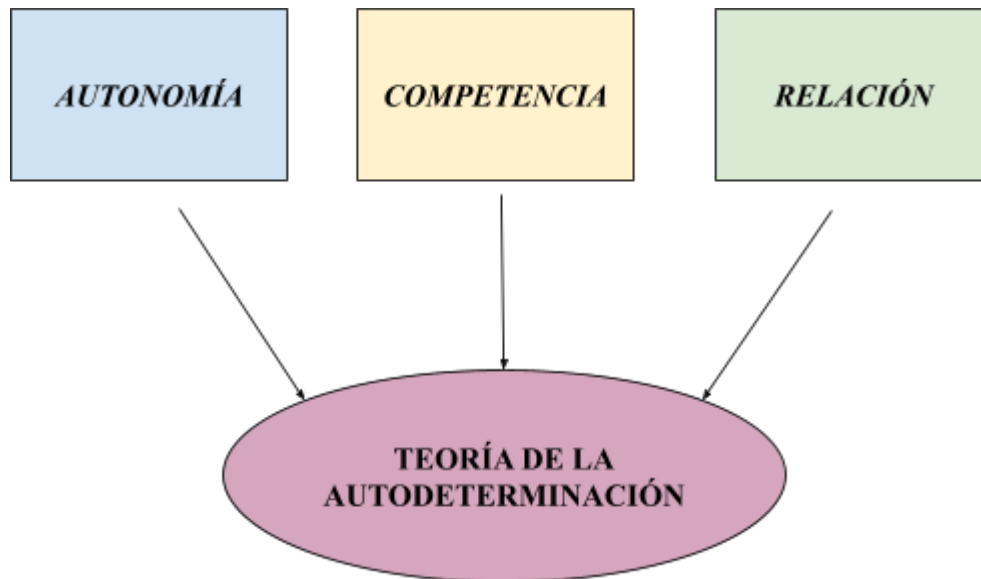 AUTONOMÍA
COMPETENCIA
RELACIÓN
TEORÍA DE LA
AUTODETERMINACIÓN